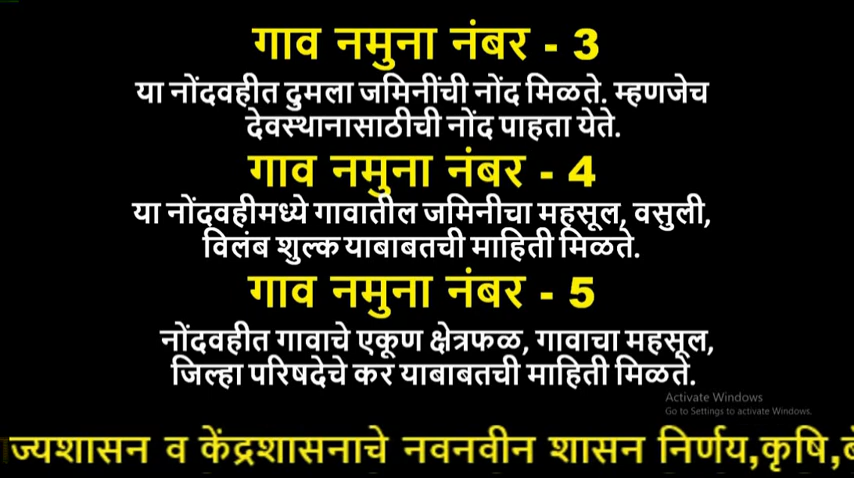 गाव नमुना नंबर - 3
या नोंदवहीत दुमला जमिनींची नोंद मिळते. म्हणजेच
देवस्थानासाठीची नोंद पाहता येते.
गाव नमुना नंबर - 4
या नोंदवहीमध्ये गावातील जमिनीचा महसूल, वसुली,
विलंब शुल्क याबाबतची माहिती मिळते.
गाव नमुना नंबर - 5
नोंदवहीत गावाचे एकूण क्षेत्रफळ, गावाचा महसूल,
जिल्हा परिषदेचे कर याबाबतची माहिती मिळते.
Activate Windows
Go to Settings to activate Windows.
ज्यशासन व केंद्रशासनाचे नवनवीन शासन निर्णय,कृषि,